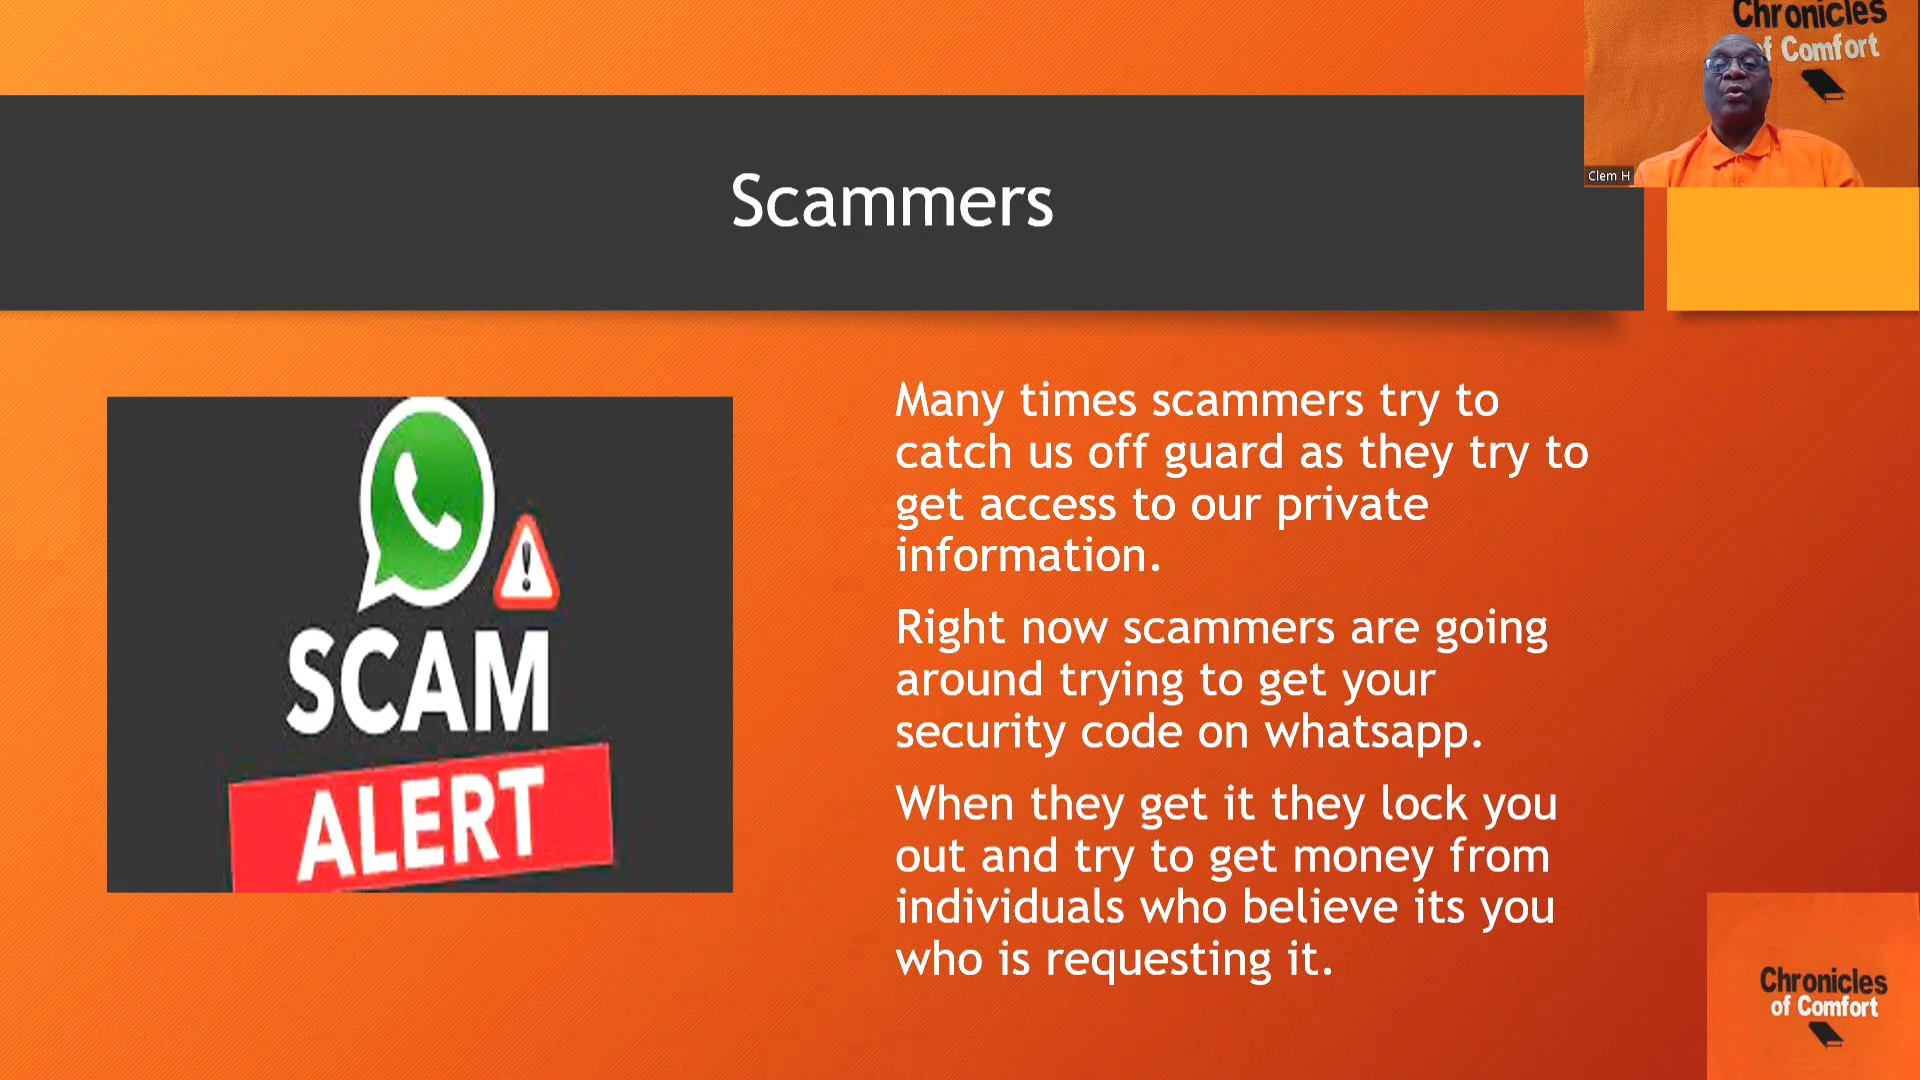 Chronicles
of Comfort
Clem H
Scammers
SCAM
ALERT
Many times scammers try to
catch us off guard as they try to
get access to our private
information.
Right now scammers are going
around trying to get your
security code on whatsapp.
When they get it they lock you
out and try to get money from
individuals who believe its you
who is requesting it.
Chronicles
of Comfort